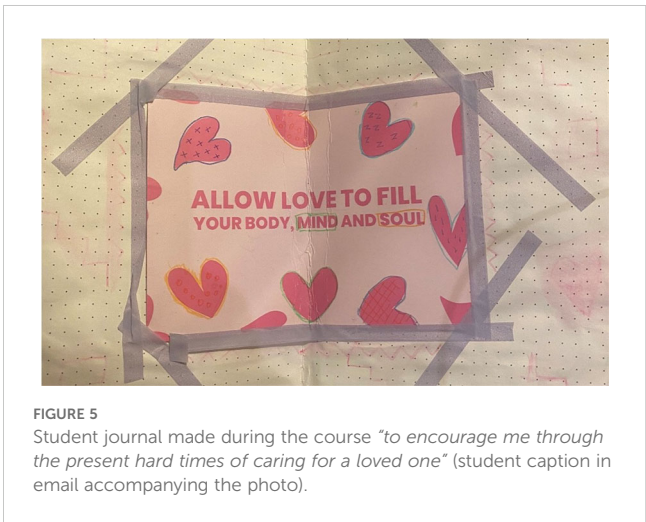 ALLOW LOVE TO FILL
YOUR BODY, MIND AND SOUL
FIGURE 5
Student journal made during the course "to encourage me through
the present hard times of caring for a loved one" (student caption in
email accompanying the photo).